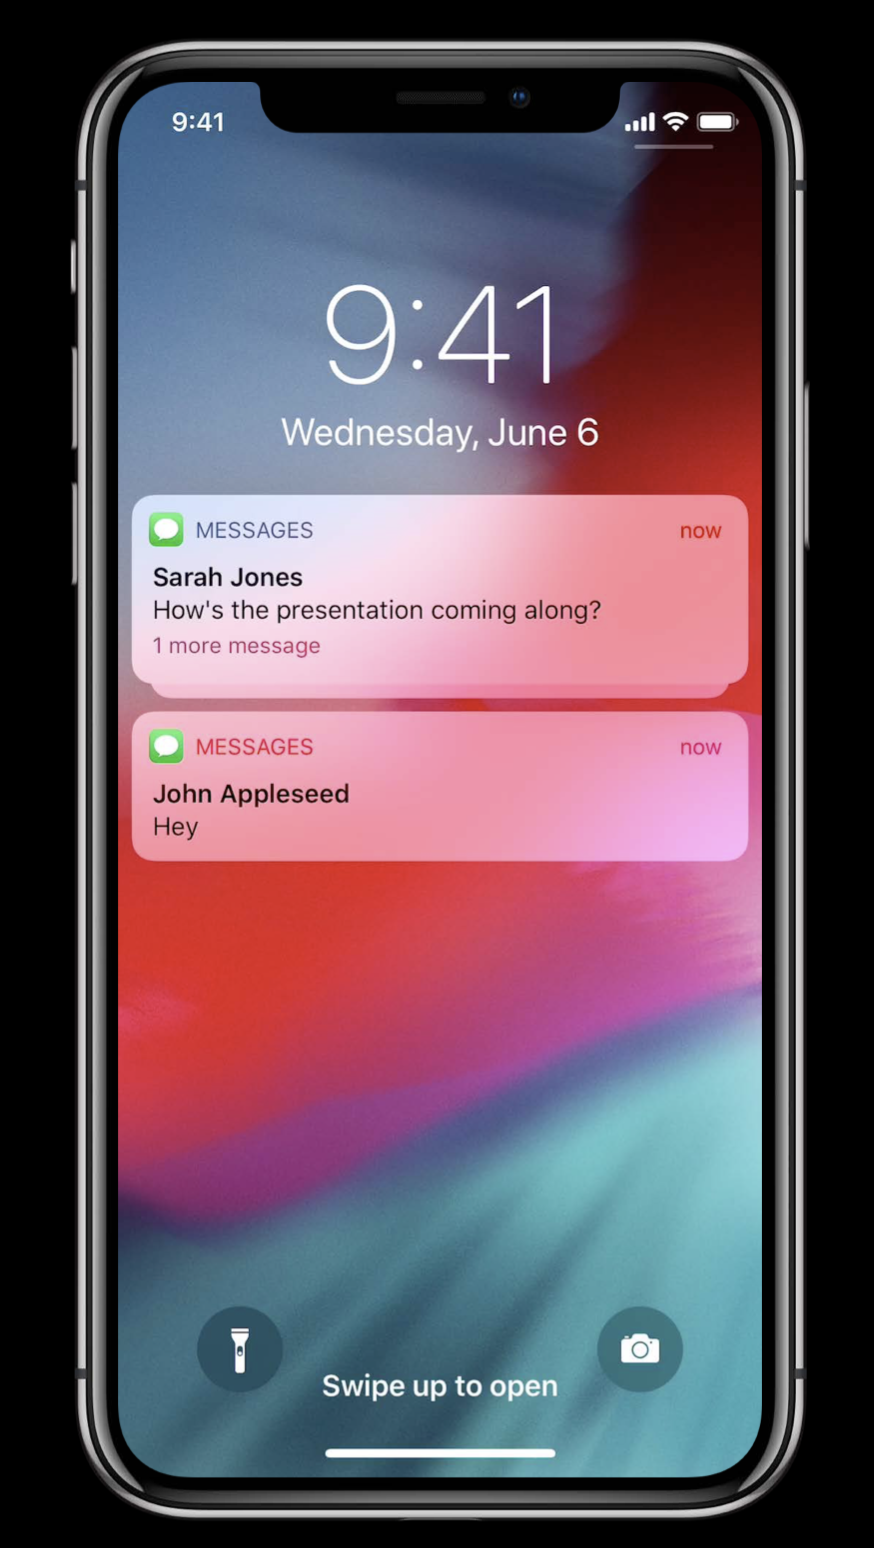 9:41
9:41
Wednesday, June 6
MESSAGES now
Sarah Jones
How's the presentation coming along?
1 more message
MESSAGES now
John Appleseed
Hey
Swipe up to open